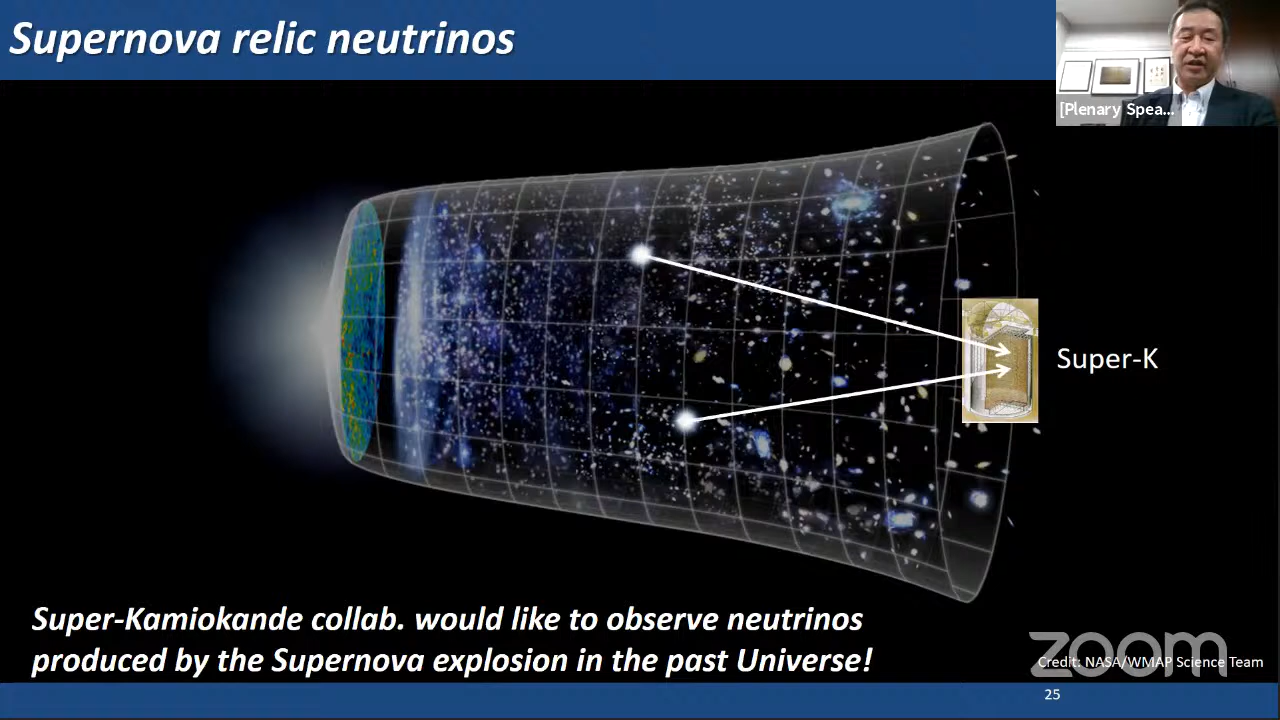 Supernova relic neutrinos
[Plenary Spea...
Super-K
Super-Kamiokande collab. would like to observe neutrinos
produced by the Supernova explosion in the past Universe!
zoom
Credit: NASA/WMAP Science Team
25